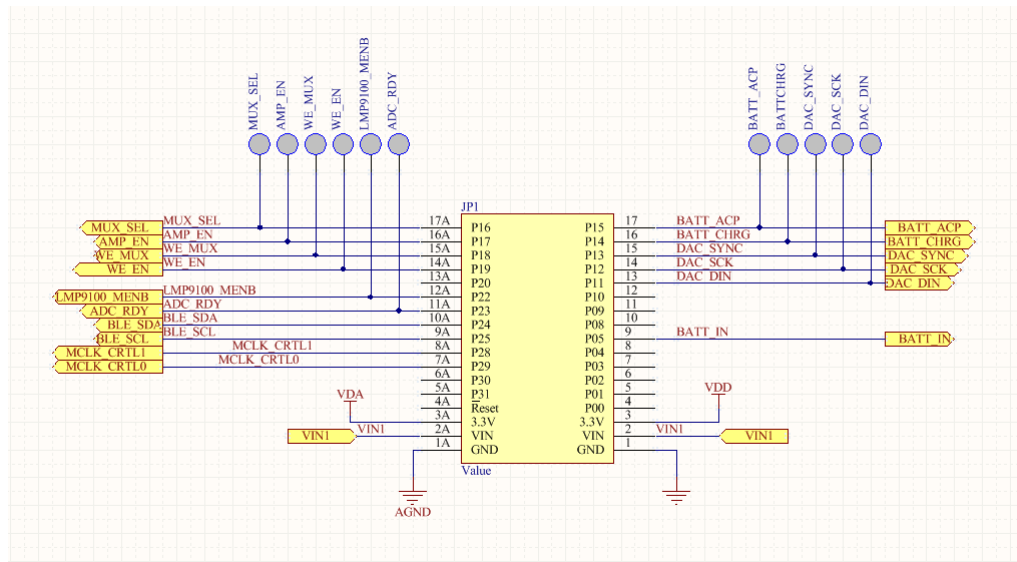 MUX_SEL
AMP_EN
WE_MUX
WE_EN
LMP9100_MENB
ADC_RDY
BATT_ACP
BATTCHRG
DAC_SYNC
DAC_SCK
DAC_DIN
JP1
MUX_SEL MUX_SEL 17A P16 P15 17 BATT_ACP BATT_ACP
AMP_EN AMP_EN 16A P17 P14 16 BATT_CHRG BATT_CHRG
WE_MUX WE_MUX 15A P18 P13 15 DAC_SYNC DAC_SYNC
WE_EN WE_EN 14A P19 P12 14 DAC_SCK DAC_SCK
13A P20 P11 13 DAC_DIN DAC_DIN
LMP9100_MENB LMP9100_MENB 12A P22 P10 12
ADC_RDY ADC_RDY 11A P23 P09 11
BLE_SDA BLE_SDA 10A P24 P08 10
BLE_SCL BLE_SCL 9A P25 P05 9 BATT_IN BATT_IN
MCLK_CRTL1 MCLK_CRTL1 8A P28 P04 8
MCLK_CRTL0 MCLK_CRTL0 7A P29 P03 7
6A P30 P02 6
5A P31 P01 5
VDA 4A Reset P00 4 VDD
3A 3.3V 3.3V 3
VIN1 VIN1 2A VIN VIN 2 VIN1 VIN1
1A GND GND 1
Value
AGND